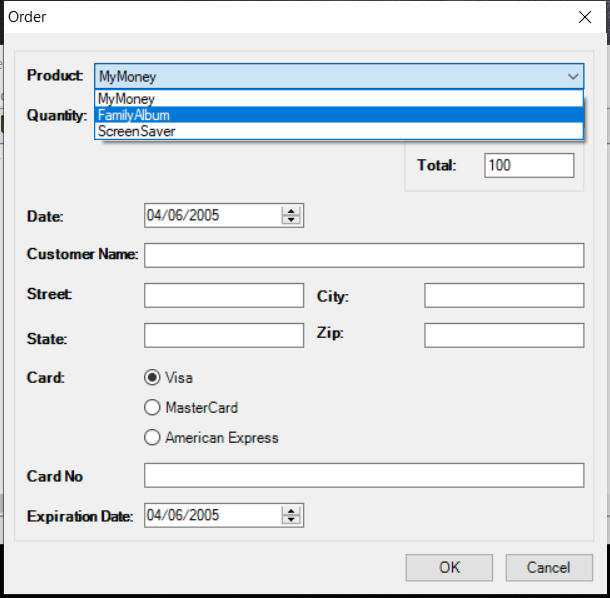 Order
Product: MyMoney
MyMoney
Quantity: FamilyAlbum
ScreenSaver
Total: 100
Date: 04/06/2005
Customer Name:
Street: City:
State: Zip:
Card: Visa
MasterCard
American Express
Card No
Expiration Date: 04/06/2005
OK Cancel